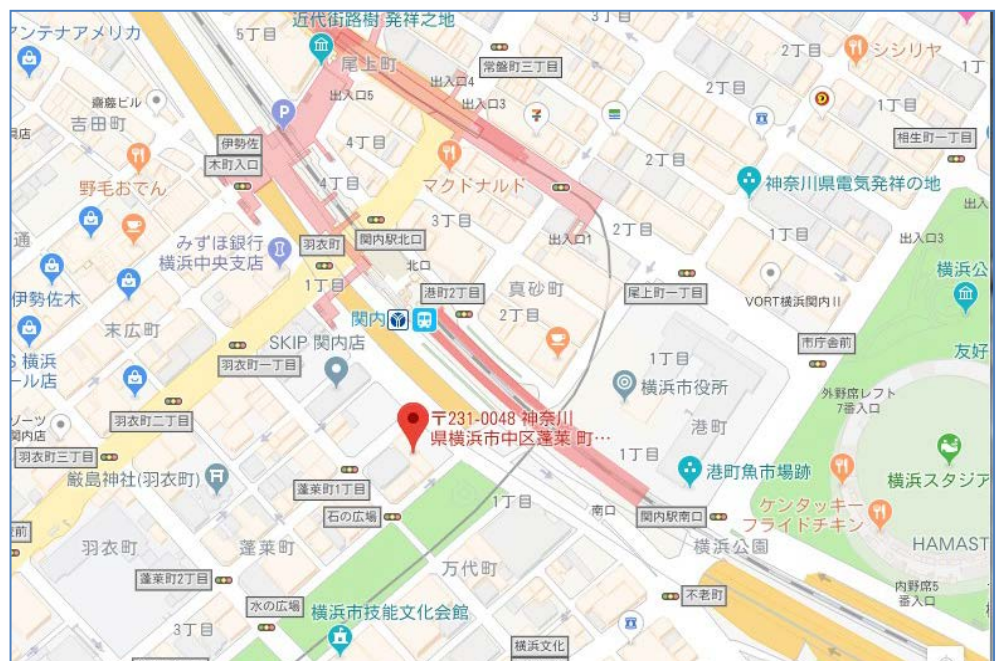 アンテナアメリカ
5丁目
近代街路樹 発祥之地
尾上町
3丁目
常盤町三丁目
2丁目
シシリヤ
1丁
齋藤ビル
吉田町
出入口5
出入口4
出入口3
2丁目
1丁目
伊勢佐
木町入口
4丁目
相生町一丁目
野毛おでん
4丁目
マクドナルド
2丁目
神奈川県電気発祥の地
通
みずほ銀行
横浜中央支店
羽衣町
関内駅北口
3丁目
出入口1
2丁目
1丁目
出入
出入口3
北口
1丁目
伊勢佐木
港町2丁目
真砂町
尾上町一丁目
VORT横浜関内II
横浜公
末広町
関内
2丁目
SKIP 関内店
市庁舎前
友好
S 横浜
ール店
羽衣町一丁目
1丁目
横浜市役所
外野席レフト
7番入口
羽衣町二丁目
〒231-0048 神奈川
県横浜市中区蓬莱 町…
港町
ゾーツ
関内店
羽衣町三丁目
厳島神社(羽衣町)
1丁目
港町魚市場跡
横浜スタジア
蓬莱町1丁目
1丁目
石の広場
南口
関内駅南口
ケンタッキー
フライドチキン
前
羽衣町
蓬莱町
横浜公園
HAMAST
万代町
蓬莱町2丁目
内野席5
番入口
水の広場
不老町
横浜市技能文化会館
3丁目
横浜文化